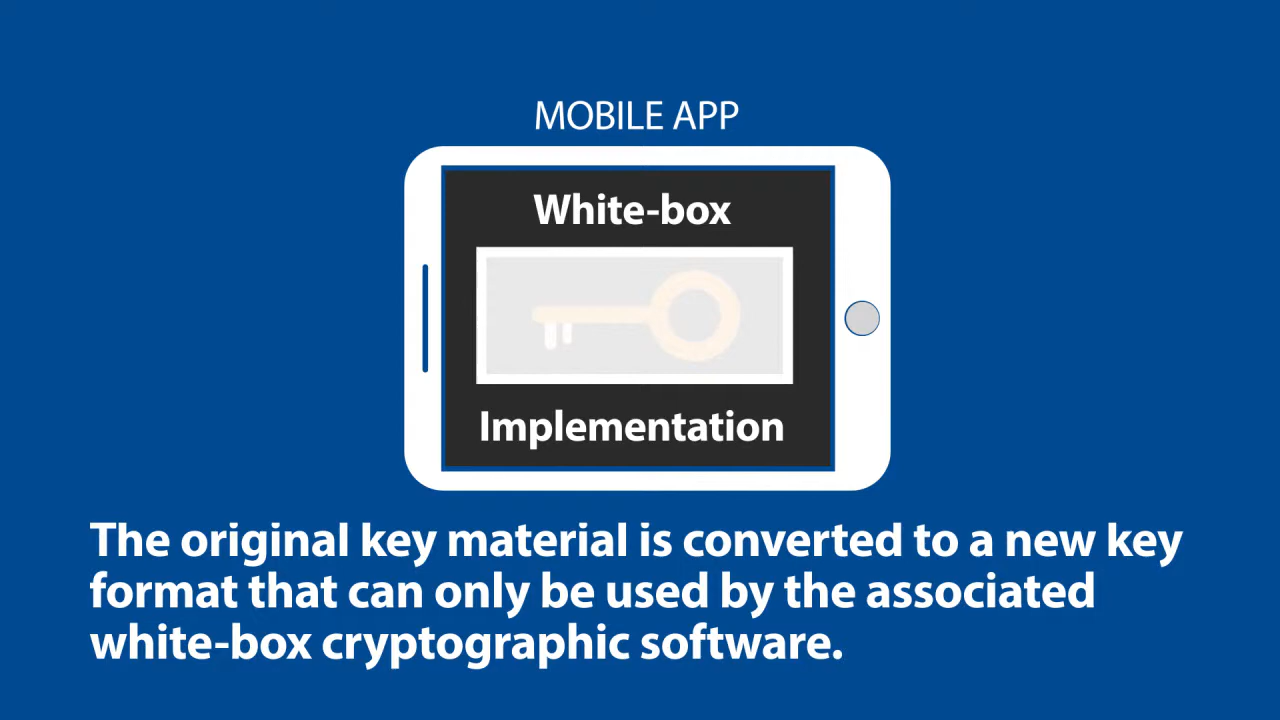 MOBILE APP
White-box
Implementation
The original key material is converted to a new key
format that can only be used by the associated
white-box cryptographic software.